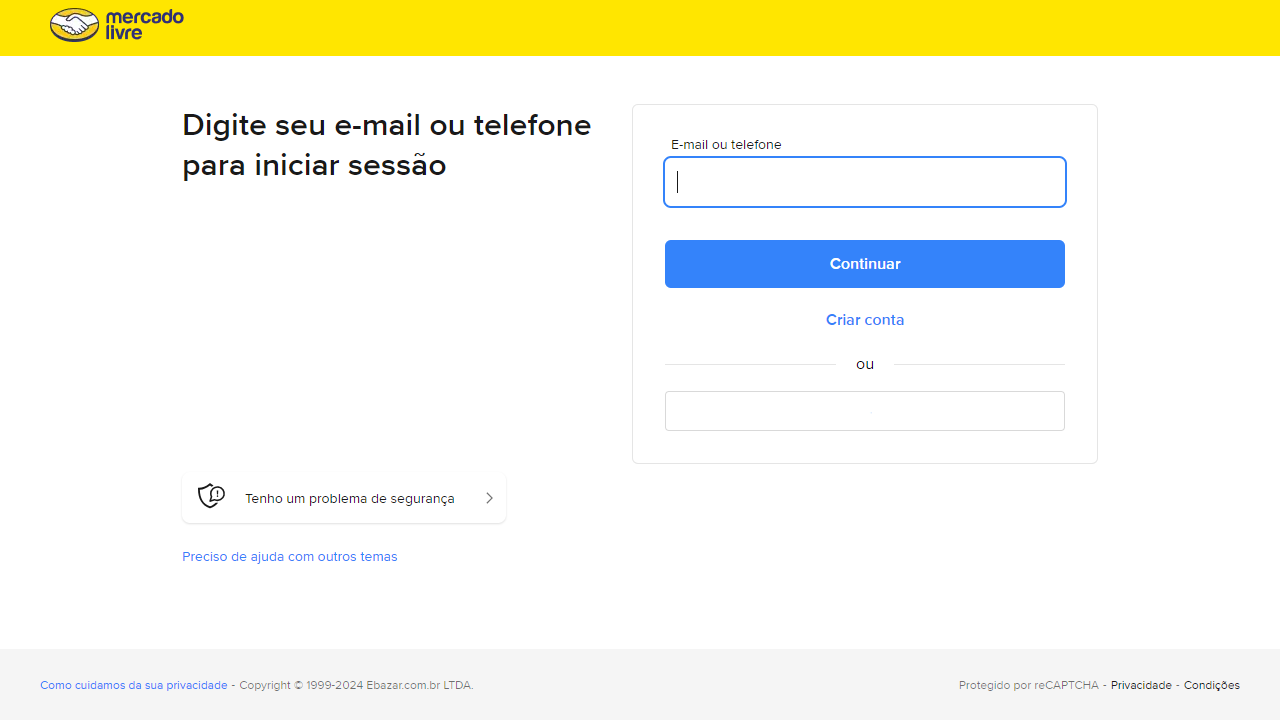 mercado
livre
Digite seu e-mail ou telefone
para iniciar sessão
E-mail ou telefone
Continuar
Criar conta
ou
Tenho um problema de segurança
Preciso de ajuda com outros temas
Como cuidamos da sua privacidade - Copyright © 1999-2024 Ebazar.com.br LTDA.
Protegido por reCAPTCHA - Privacidade - Condições